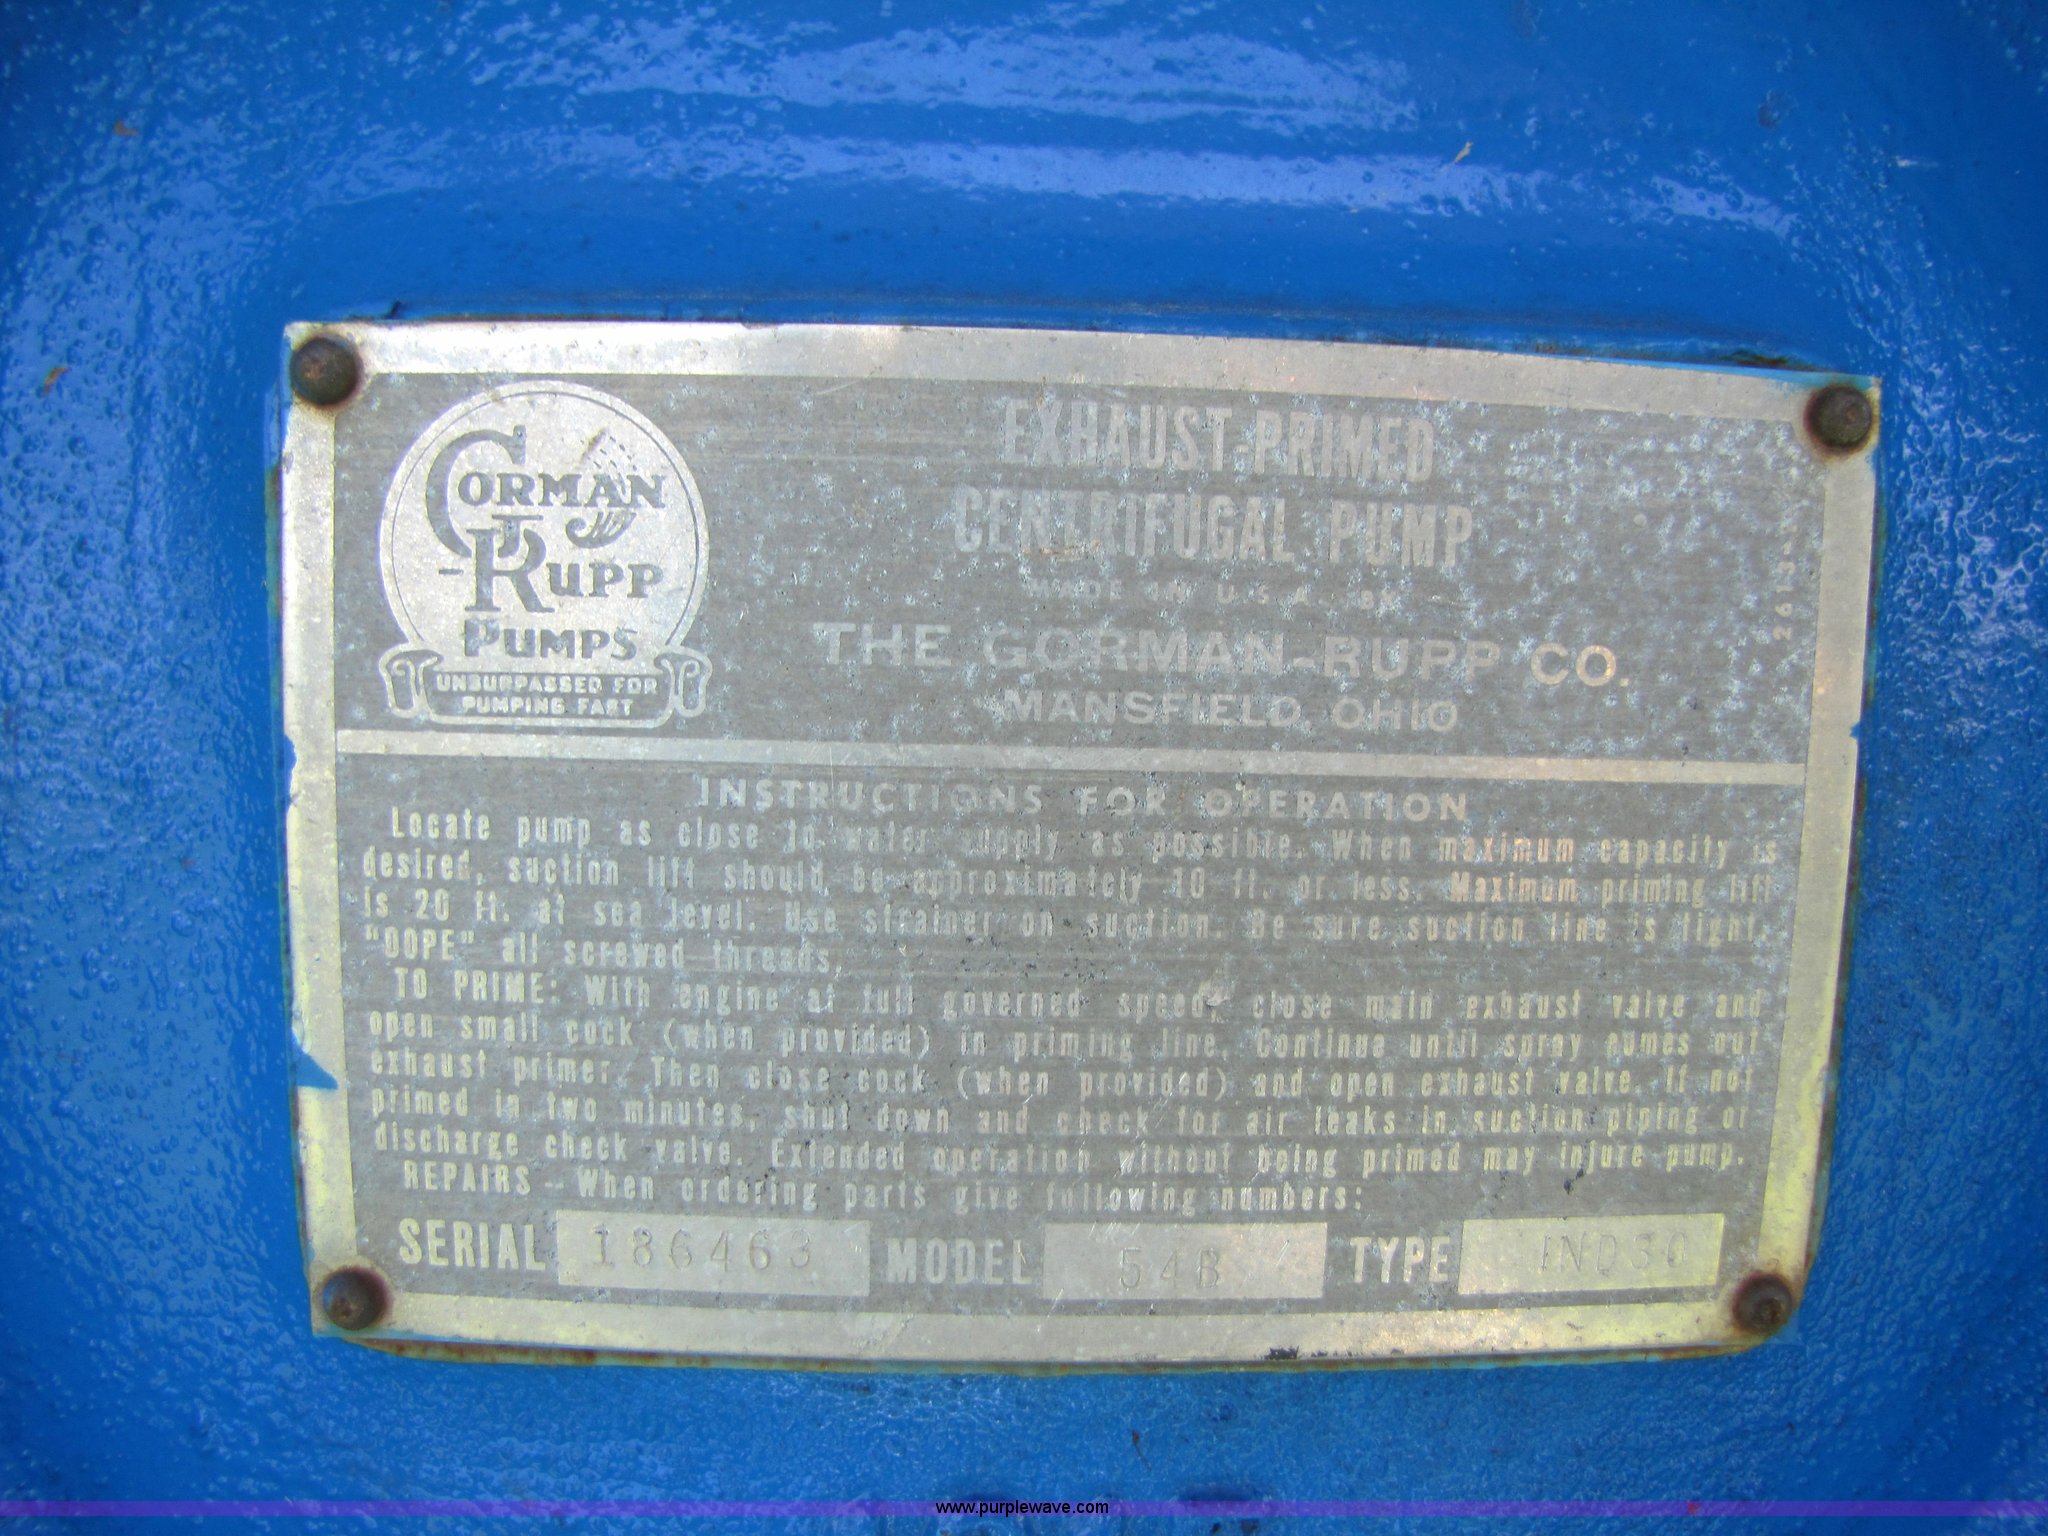 GORMAN
-RUPP
PUMPS
UNSURPASSED FOR
PUMPING FART
EXHAUST-PRIMED
CENTRIFUGAL PUMP
MADE IN U.S.A. BY
THE GORMAN-RUPP CO.
MANSFIELD, OHIO
2613-
INSTRUCTIONS FOR OPERATION
Locate pump as close to water supply as possible. When maximum capacity is
desired, suction lift should be approximately 10 ft. or less. Maximum priming lift
is 20 ft. at sea level. Use strainer on suction. Be sure suction line is tight.
"DOPE" all screwed threads.
TO PRIME: With engine at full governed speed, close main exhaust valve and
open small cock (when provided) in priming line. Continue until spray comes out
exhaust primer. Then close cock (when provided) and open exhaust valve. If not
primed in two minutes, shut down and check for air leaks in suction piping or
discharge check valve. Extended operation without being primed may injure pump.
REPAIRS - When ordering parts give following numbers:
SERIAL 186463 MODEL 54B TYPE IND30
www.purplewave.com